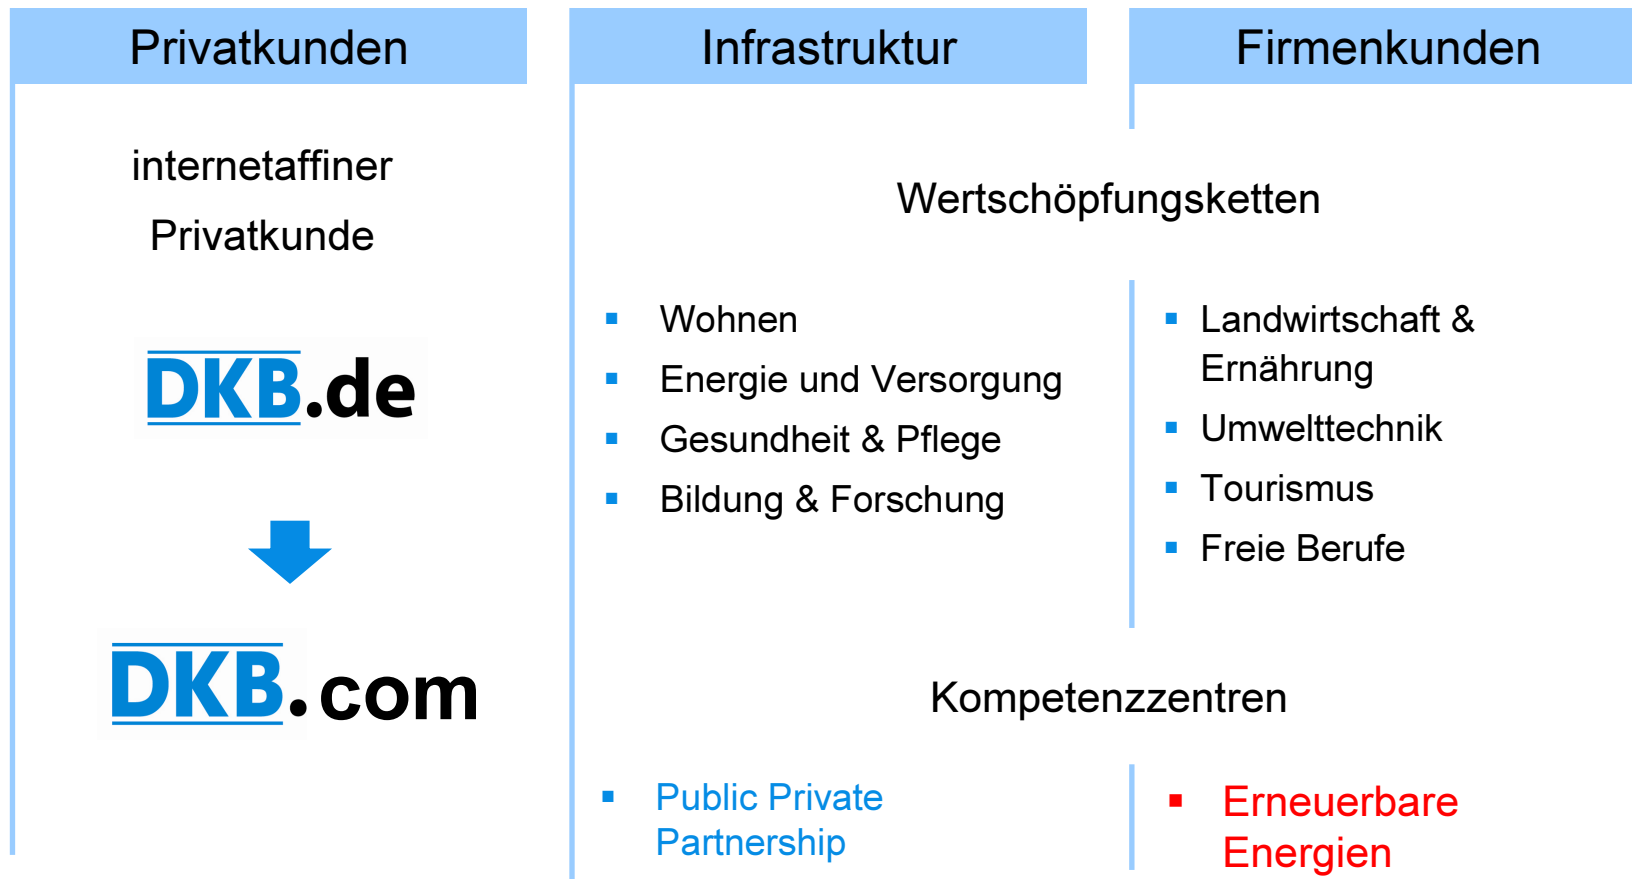 Privatkunden
internetaffiner
Privatkunde
DKB.de
DKB.com
Infrastruktur
Firmenkunden
Wertschöpfungsketten
▪ Wohnen
▪ Energie und Versorgung
▪ Gesundheit & Pflege
▪ Bildung & Forschung
▪ Landwirtschaft &
Ernährung
▪ Umwelttechnik
▪ Tourismus
▪ Freie Berufe
Kompetenzzentren
▪ Public Private
Partnership
▪ Erneuerbare
Energien